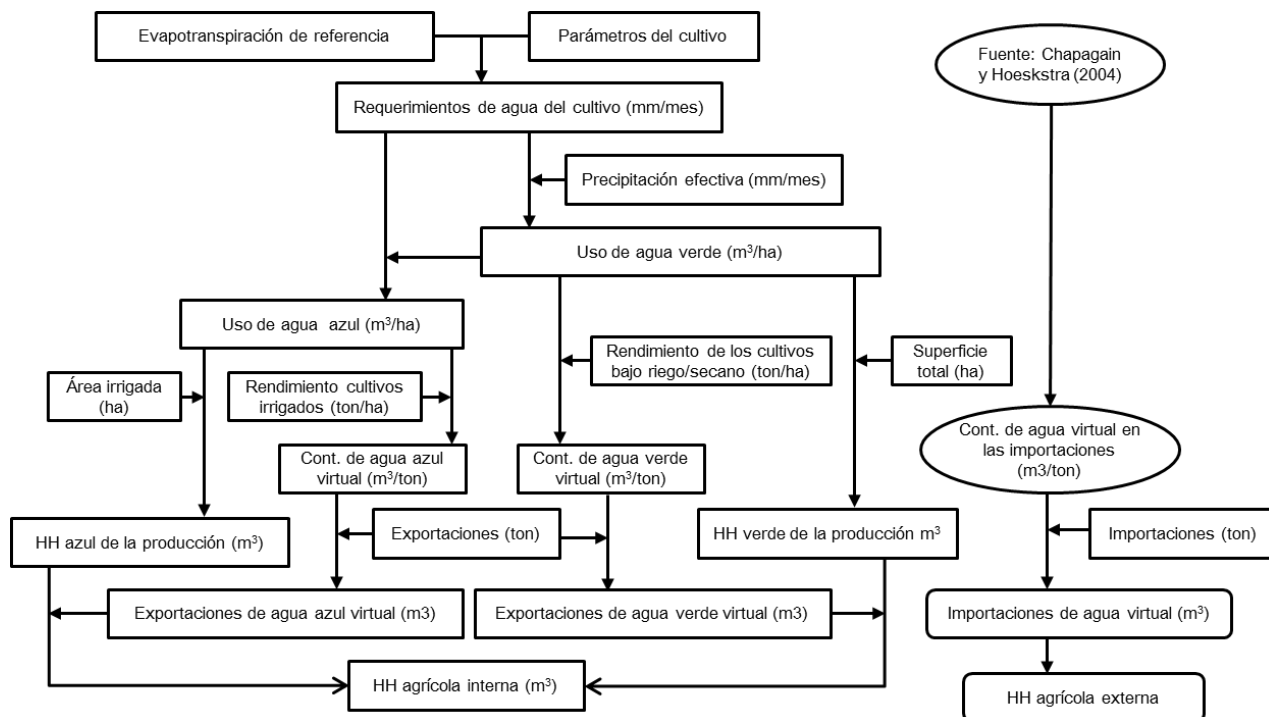 Evapotranspiración de referencia
Parámetros del cultivo
Fuente: Chapagain
y Hoeskstra (2004)
Requerimientos de agua del cultivo (mm/mes)
Precipitación efectiva (mm/mes)
Uso de agua verde (m³/ha)
Uso de agua azul (m³/ha)
Rendimiento de los cultivos
bajo riego/secano (ton/ha)
Superficie
total (ha)
Área irrigada
(ha)
Rendimiento cultivos
irrigados (ton/ha)
Cont. de agua azul
virtual (m³/ton)
Cont. de agua verde
virtual (m³/ton)
Cont. de agua virtual en
las importaciones
(m3/ton)
HH azul de la producción (m³)
Exportaciones (ton)
HH verde de la producción m³
Importaciones (ton)
Exportaciones de agua azul virtual (m3)
Exportaciones de agua verde virtual (m3)
Importaciones de agua virtual (m³)
HH agrícola interna (m³)
HH agrícola externa